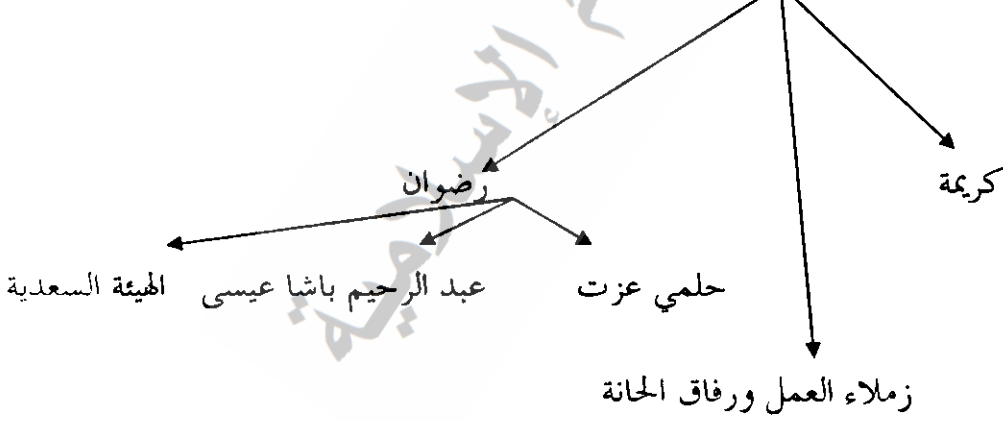 كريمة
رضوان
حلمي عزت
عبد الرحيم باشا عيسى
الهيئة السعدية
زملاء العمل ورفاق الحانة